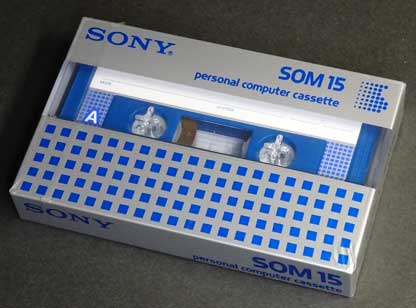 SONY®
SOM 15
personal computer cassette
A
SONY
SOM 15
personal computer cassette